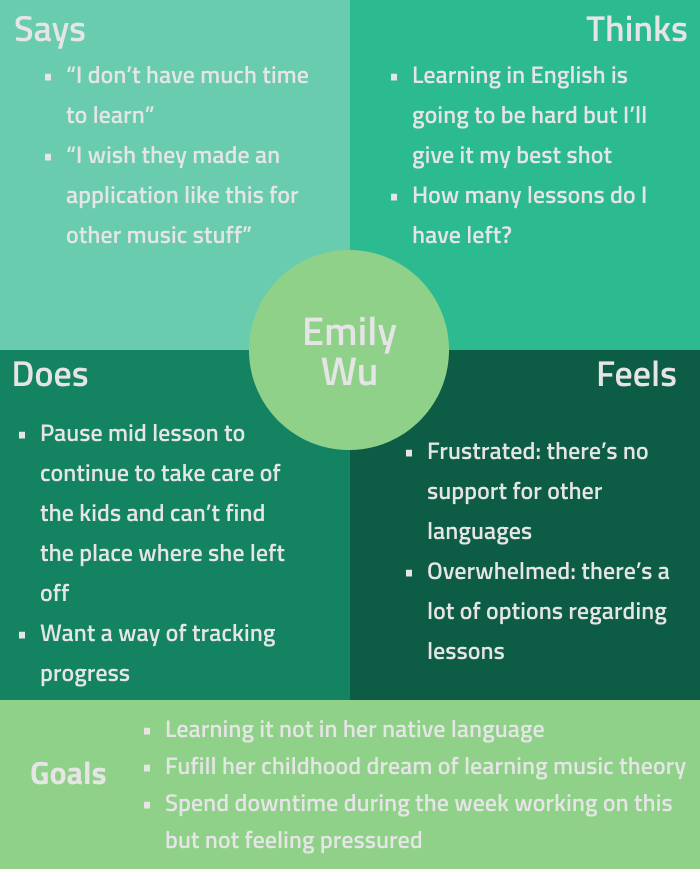 Says
▪ “I don’t have much time
to learn”
▪ “I wish they made an
application like this for
other music stuff”
Thinks
▪ Learning in English is
going to be hard but I’ll
give it my best shot
▪ How many lessons do I
have left?
Emily
Wu
Does
▪ Pause mid lesson to
continue to take care of
the kids and can’t find
the place where she left
off
▪ Want a way of tracking
progress
Feels
▪ Frustrated: there’s no
support for other
languages
▪ Overwhelmed: there’s a
lot of options regarding
lessons
Goals
▪ Learning it not in her native language
▪ Fufill her childhood dream of learning music theory
▪ Spend downtime during the week working on this
but not feeling pressured